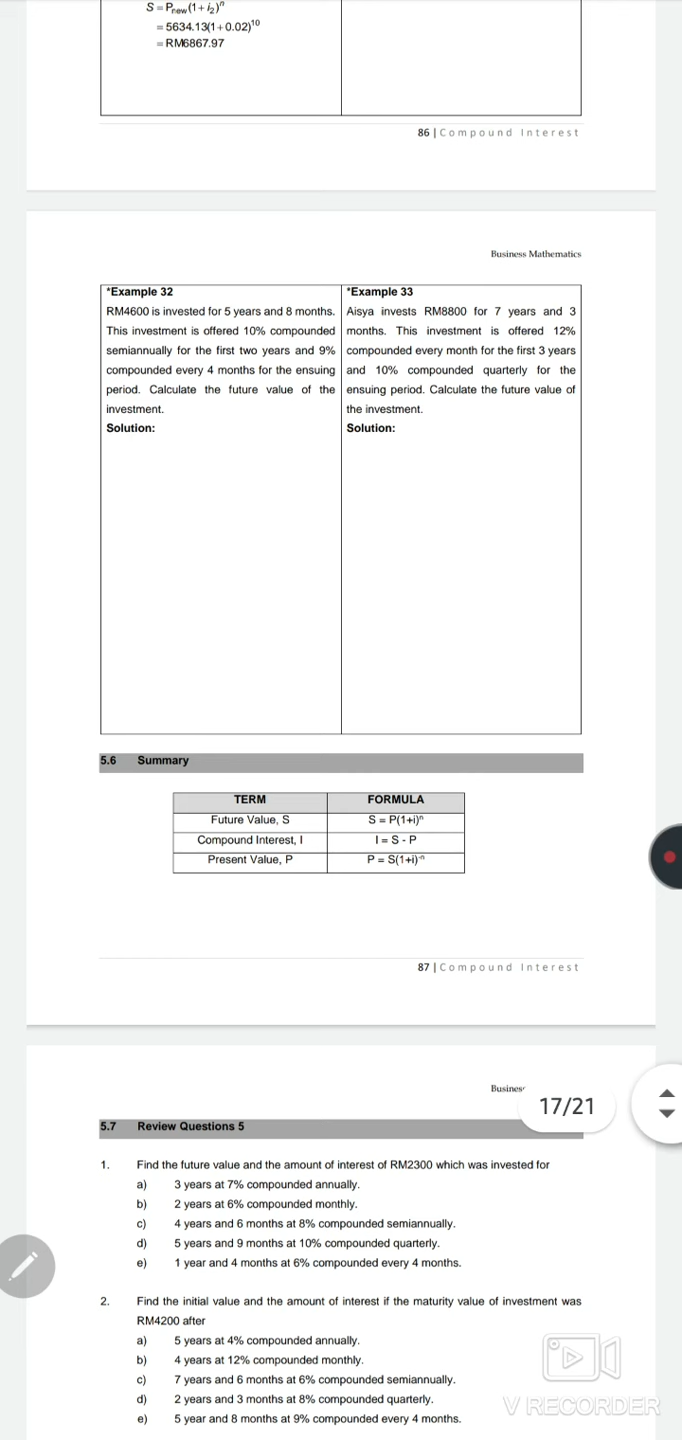 S = Pnew(1 + i2)^n
= 5634.13(1+0.02)^10
= RM6867.97
86 | Compound Interest
Business Mathematics
*Example 32
RM4600 is invested for 5 years and 8 months.
This investment is offered 10% compounded
semiannually for the first two years and 9%
compounded every 4 months for the ensuing
period. Calculate the future value of the
investment.
Solution:
*Example 33
Aisya invests RM8800 for 7 years and 3
months. This investment is offered 12%
compounded every month for the first 3 years
and 10% compounded quarterly for the
ensuing period. Calculate the future value of
the investment.
Solution:
5.6 Summary
TERM FORMULA
Future Value, S S = P(1+i)^n
Compound Interest, I I = S - P
Present Value, P P = S(1+i)^-n
87 | Compound Interest
Busines
17/21
5.7 Review Questions 5
1. Find the future value and the amount of interest of RM2300 which was invested for
a) 3 years at 7% compounded annually.
b) 2 years at 6% compounded monthly.
c) 4 years and 6 months at 8% compounded semiannually.
d) 5 years and 9 months at 10% compounded quarterly.
e) 1 year and 4 months at 6% compounded every 4 months.
2. Find the initial value and the amount of interest if the maturity value of investment was
RM4200 after
a) 5 years at 4% compounded annually.
b) 4 years at 12% compounded monthly.
c) 7 years and 6 months at 6% compounded semiannually.
d) 2 years and 3 months at 8% compounded quarterly.
e) 5 year and 8 months at 9% compounded every 4 months.
V RECORDER